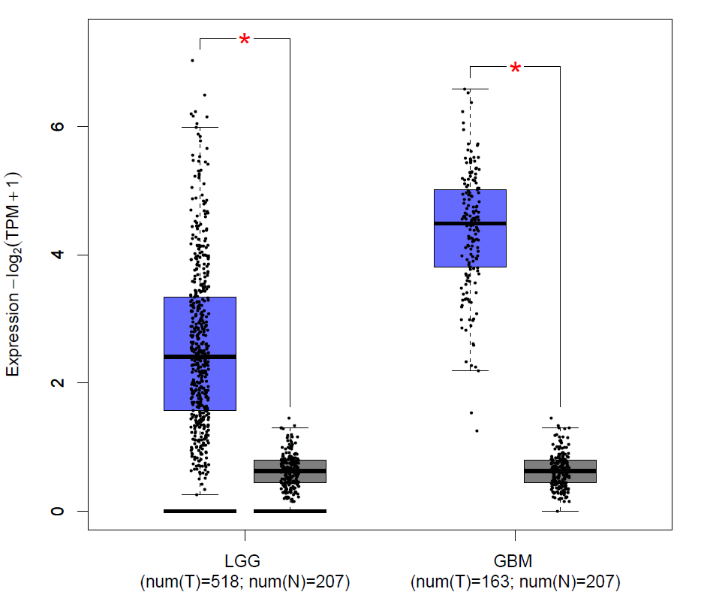 *
*
6
4
2
0
Expression − log₂(TPM + 1)
LGG
(num(T)=518; num(N)=207)
GBM
(num(T)=163; num(N)=207)